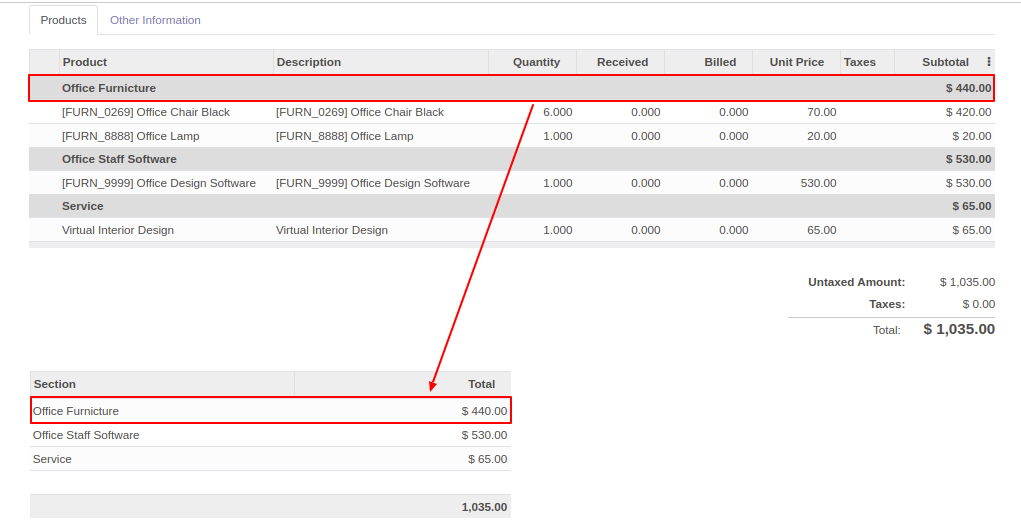 Products Other Information
Product Description Quantity Received Billed Unit Price Taxes Subtotal
Office Furnicture $ 440.00
[FURN_0269] Office Chair Black [FURN_0269] Office Chair Black 6.000 0.000 0.000 70.00 $ 420.00
[FURN_8888] Office Lamp [FURN_8888] Office Lamp 1.000 0.000 0.000 20.00 $ 20.00
Office Staff Software $ 530.00
[FURN_9999] Office Design Software [FURN_9999] Office Design Software 1.000 0.000 0.000 530.00 $ 530.00
Service $ 65.00
Virtual Interior Design Virtual Interior Design 1.000 0.000 0.000 65.00 $ 65.00
Untaxed Amount: $ 1,035.00
Taxes: $ 0.00
Total: $ 1,035.00
Section Total
Office Furnicture $ 440.00
Office Staff Software $ 530.00
Service $ 65.00
1,035.00